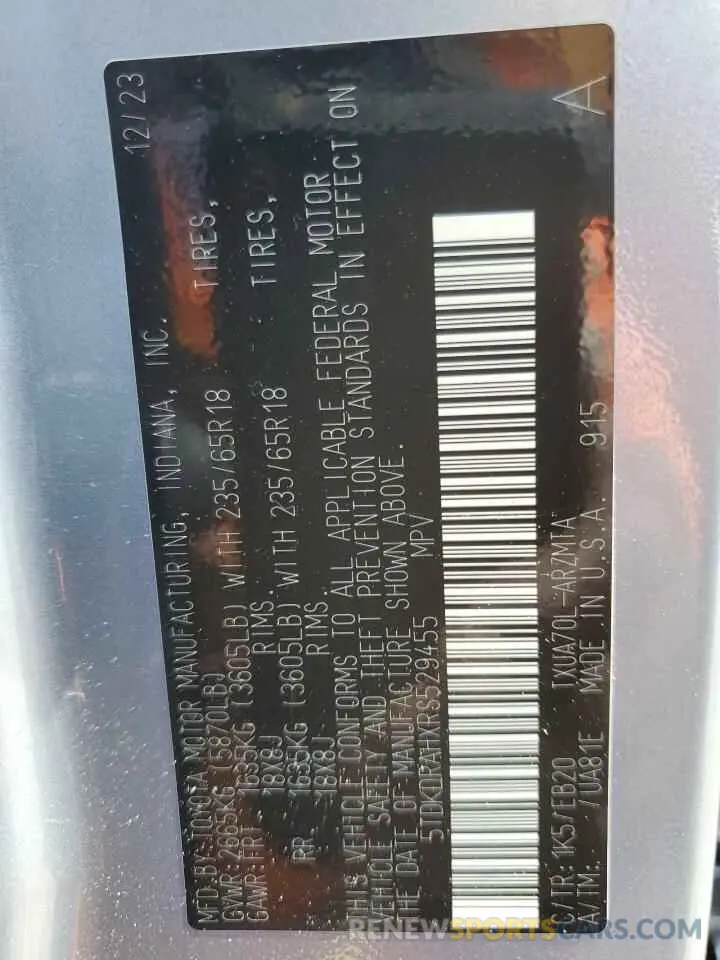 MFD.BY:TOYOTA MOTOR MANUFACTURING, INDIANA, INC. 12/23
GVWR:2665KG (5870LB)
GAWR:FRT 1635KG (3605LB) WITH 235/65R18 TIRES,
18X8J RIMS.
RR 1635KG (3605LB) WITH 235/65R18 TIRES,
18X8J RIMS.
THIS VEHICLE CONFORMS TO ALL APPLICABLE FEDERAL MOTOR
VEHICLE SAFETY AND THEFT PREVENTION STANDARDS IN EFFECT ON
THE DATE OF MANUFACTURE SHOWN ABOVE.
MPV
C/TR: 1K5/EB20 TXUA70L-ARZMTA
A/TM: /UA81E MADE IN U.S.A. 915 A
RENEWSPORTSCARS.COM